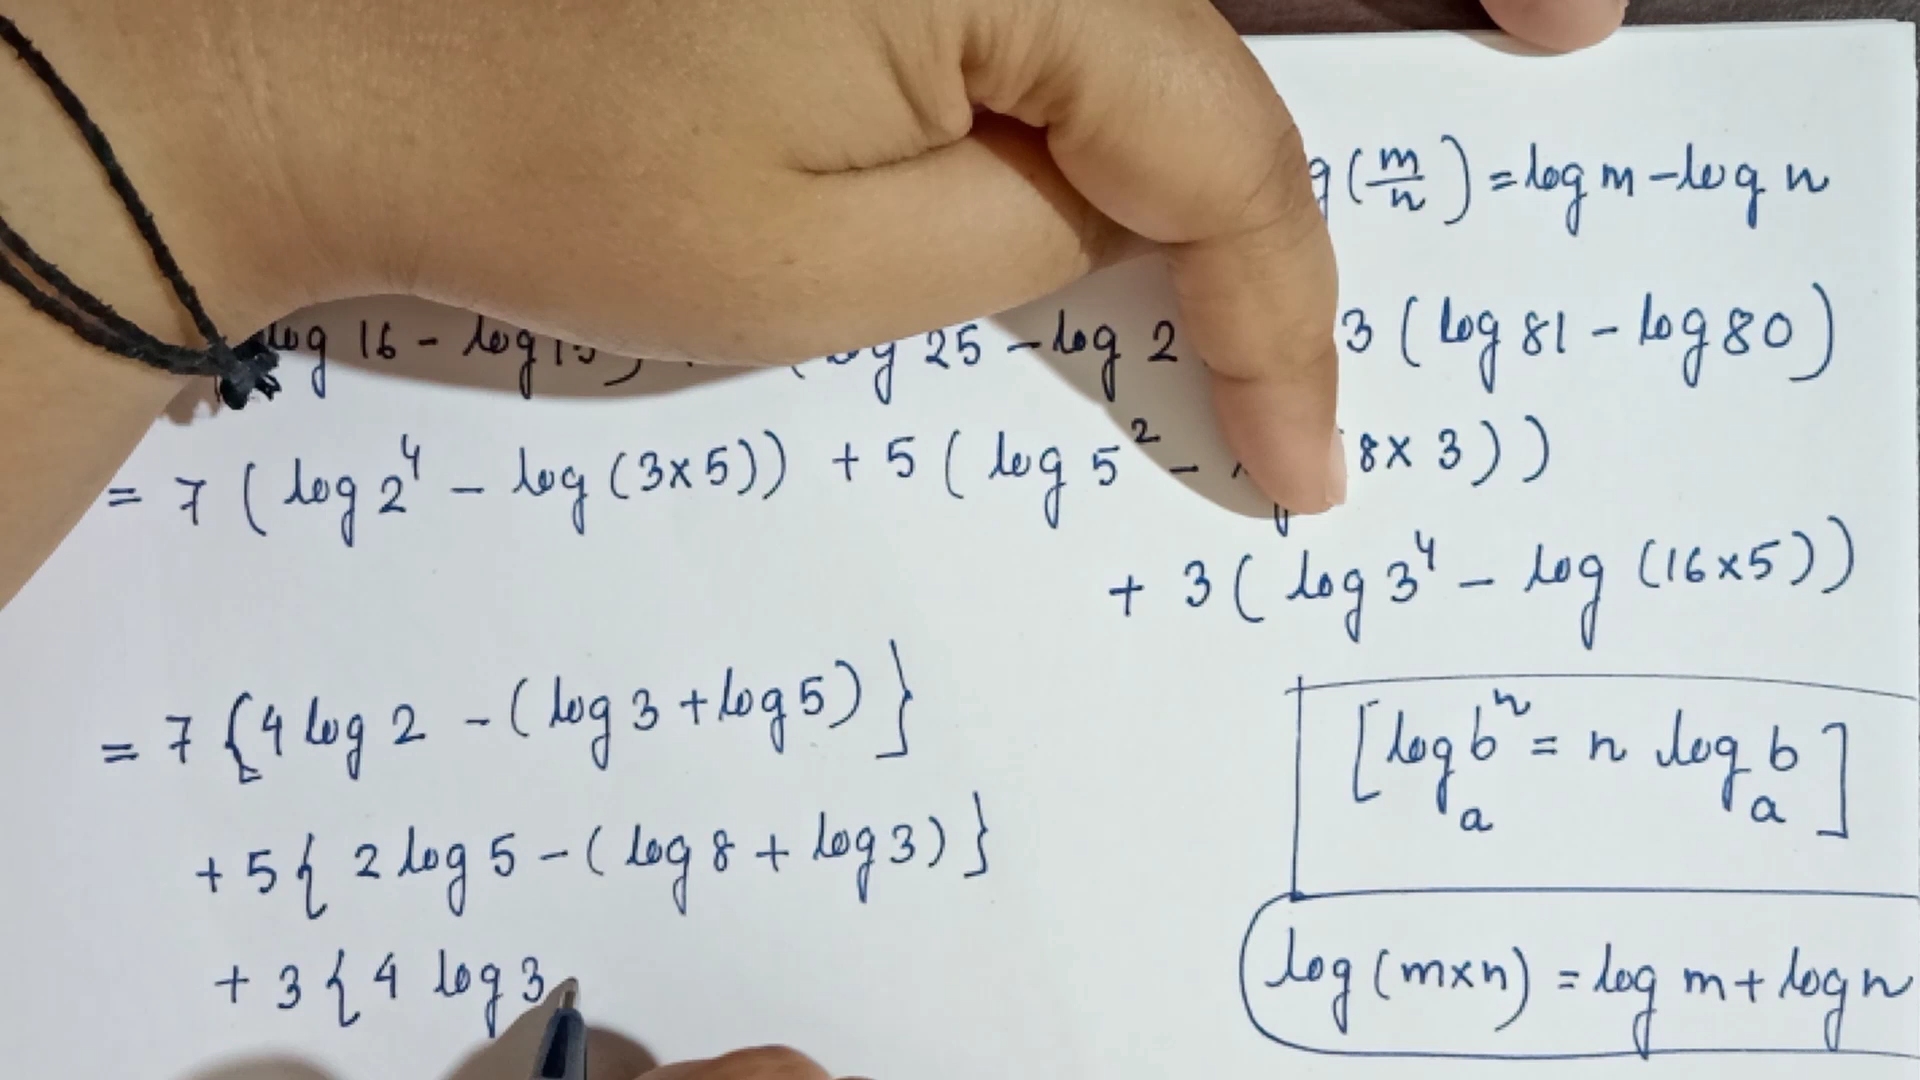 (m/n) = log m - log n
log 16 - log 25 - log 2 3 ( log 81 - log 80 )
= 7 ( log 2⁴ - log (3×5)) + 5 ( log 5² - 8× 3 ) )
+ 3 ( log 3⁴ - log (16×5) )
= 7 { 4 log 2 - ( log 3 + log 5 ) }
+ 5 { 2 log 5 - ( log 8 + log 3 ) }
+ 3 { 4 log 3
[ logₐ bⁿ = n logₐ b ]
log (m×n) = log m + log n